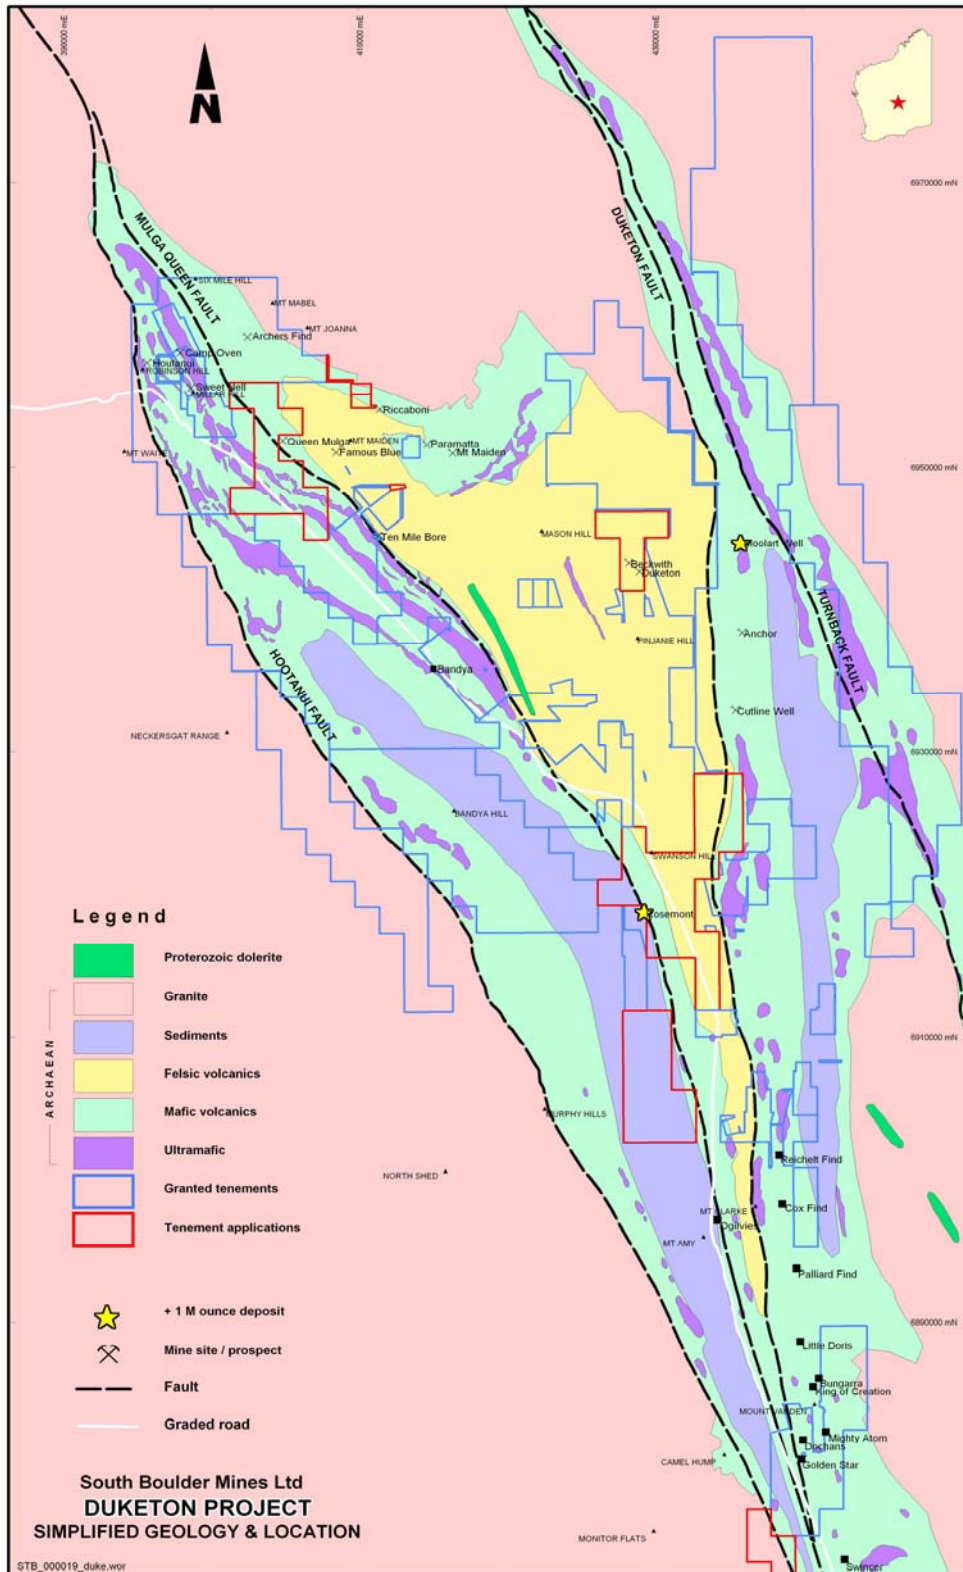 390000 mE
410000 mE
430000 mE
N
6970000 mN
DUKETON FAULT
MULGA QUEEN FAULT
SIX MILE HILL
MT MABEL
MT JOANNA
Archers Find
Camp Oven
Hootanui
ROBINSON HILL
Sweet Nell
MILLAR HILL
Riccaboni
Queen Mulga
MT MAIDEN
Famous Blue
Paramatta
Mt Maiden
MT WAITE
6950000 mN
Ten Mile Bore
MASON HILL
Moolart Well
Beckwith
Duketon
TURNBACK FAULT
PINJANIE HILL
Anchor
HOOTANUI FAULT
Bandya
Cutline Well
NECKERSGAT RANGE
6930000 mN
BANDYA HILL
SWANSON HILL
Rosemont
Legend
Proterozoic dolerite
Granite
Sediments
Felsic volcanics
Mafic volcanics
Ultramafic
ARCHAEAN
Granted tenements
Tenement applications
6910000 mN
MURPHY HILLS
NORTH SHED
Reichelt Find
Cox Find
MT CLARKE
Ogilvies
MT AMY
Palliard Find
+ 1 M ounce deposit
Mine site / prospect
Fault
Graded road
6890000 mN
Little Doris
Bungarra
King of Creation
MOUNT VARDEN
Mighty Atom
Dochans
Golden Star
CAMEL HUMP
South Boulder Mines Ltd
DUKETON PROJECT
SIMPLIFIED GEOLOGY & LOCATION
MONITOR FLATS
STB_000019_duke.wor
Swincer